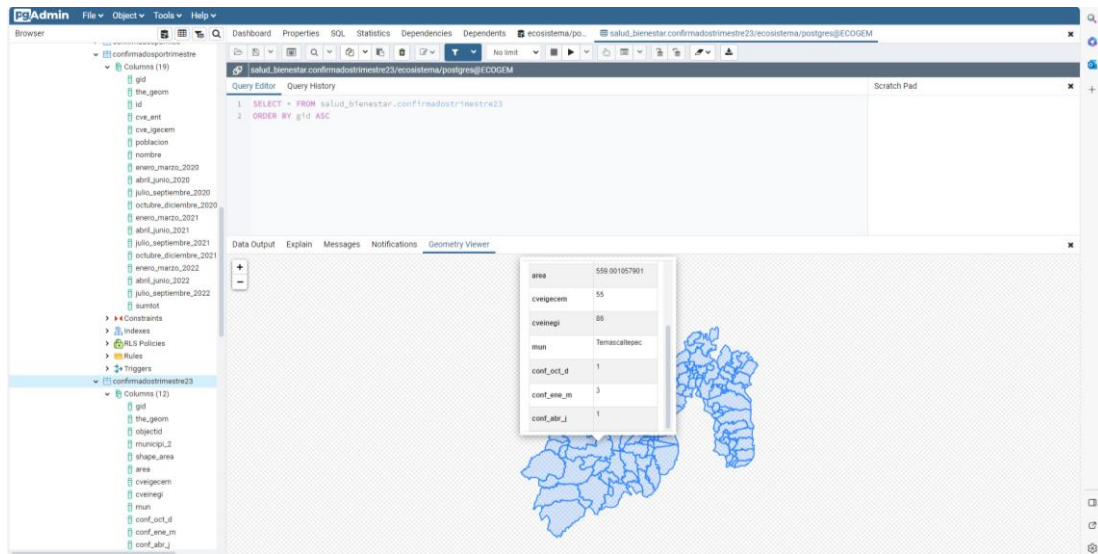 pgAdmin File Object Tools Help
Browser
Dashboard Properties SQL Statistics Dependencies Dependents ecosistema/po... salud_bienestar.confirmadostrimestre23/ecosistema/postgres@ECOGEM
No limit
salud_bienestar.confirmadostrimestre23/ecosistema/postgres@ECOGEM
Query Editor Query History
Scratch Pad
1 SELECT * FROM salud_bienestar.confirmadostrimestre23
2 ORDER BY gid ASC
confirmadosportrimestre
Columns (19)
gid
the_geom
id
cve_ent
cve_igecem
poblacion
nombre
enero_marzo_2020
abril_junio_2020
julio_septiembre_2020
octubre_diciembre_2020
enero_marzo_2021
abril_junio_2021
julio_septiembre_2021
octubre_diciembre_2021
enero_marzo_2022
abril_junio_2022
julio_septiembre_2022
sumtot
Constraints
Indexes
RLS Policies
Rules
Triggers
confirmadostrimestre23
Columns (12)
gid
the_geom
objectid
municipi_2
shape_area
area
cveigecem
cveinegi
mun
conf_oct_d
conf_ene_m
conf_abr_j
Data Output Explain Messages Notifications Geometry Viewer
+
−
area 559.001057901
cveigecem 55
cveinegi 86
mun Temascaltepec
conf_oct_d 1
conf_ene_m 3
conf_abr_j 1